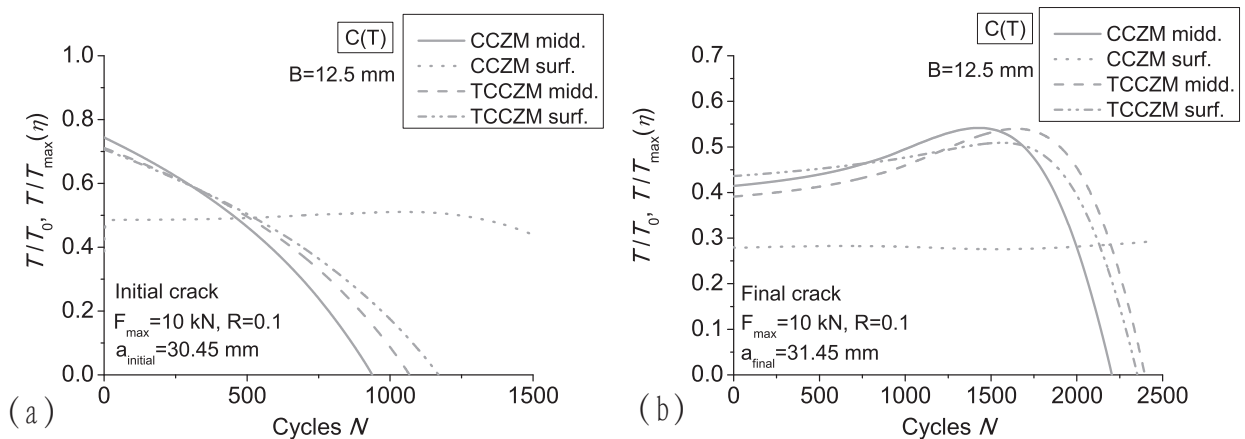 C(T)
B=12.5 mm
CCZM midd.
CCZM surf.
TCCZM midd.
TCCZM surf.
1.0
0.8
0.6
0.4
0.2
0.0
T/T0, T/Tmax(η)
Initial crack
Fmax=10 kN, R=0.1
ainitial=30.45 mm
0
500
1000
1500
Cycles N
(a)
C(T)
B=12.5 mm
CCZM midd.
CCZM surf.
TCCZM midd.
TCCZM surf.
0.7
0.6
0.5
0.4
0.3
0.2
0.1
0.0
T/T0, T/Tmax(η)
Final crack
Fmax=10 kN, R=0.1
afinal=31.45 mm
0
500
1000
1500
2000
2500
Cycles N
(b)